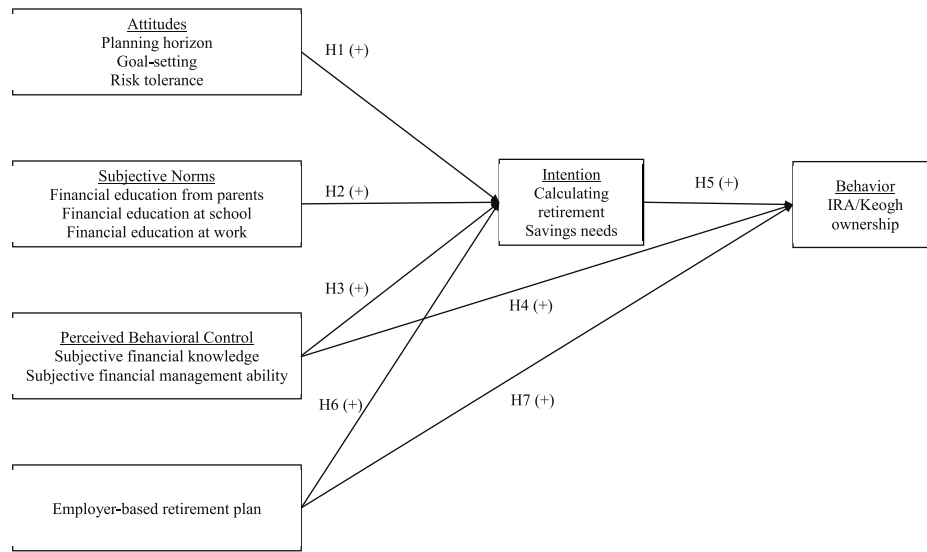 Attitudes
Planning horizon
Goal-setting
Risk tolerance
H1 (+)
Subjective Norms
Financial education from parents
Financial education at school
Financial education at work
H2 (+)
Intention
Calculating
retirement
Savings needs
H5 (+)
Behavior
IRA/Keogh
ownership
H3 (+)
H4 (+)
Perceived Behavioral Control
Subjective financial knowledge
Subjective financial management ability
H6 (+)
H7 (+)
Employer-based retirement plan